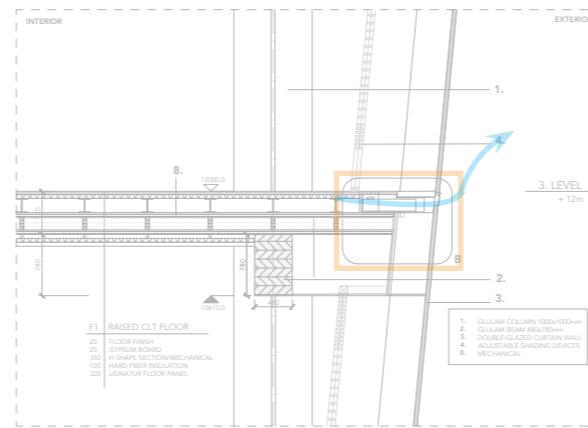 INTERIOR
EXTERIOR
1.
4.
8.
12000,0
3. LEVEL
+ 12m
B
780
780
2.
3.
480
10610,0
F1 RAISED CLT FLOOR
20 FLOOR FINISH
20 GYPSUM BOARD
350 H-SHAPE SECTION/MECHANICAL
100 HARD FIBER INSULATION
320 LIGNATUR FLOOR PANEL
1. GLULAM COLUMN 1000x1000mm
2. GLULAM BEAM 480x780mm
3. DOUBLE-GLAZED CURTAIN WALL
4. ADJUSTABLE SHADING DEVICES
8. MECHANICAL